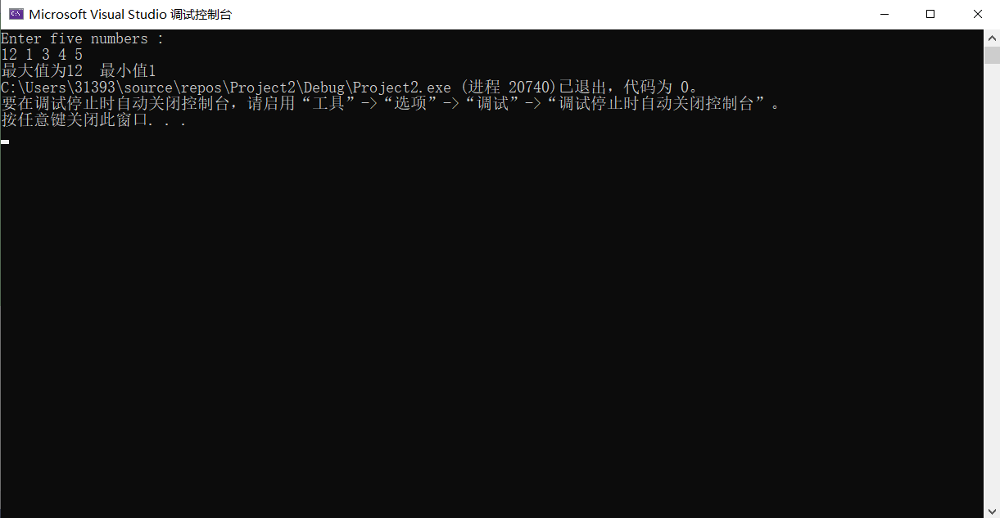 Microsoft Visual Studio 调试控制台
Enter five numbers :
12 1 3 4 5
最大值为12  最小值1
C:\Users\31393\source\repos\Project2\Debug\Project2.exe (进程 20740)已退出，代码为 0。
要在调试停止时自动关闭控制台，请启用“工具”->“选项”->“调试”->“调试停止时自动关闭控制台”。
按任意键关闭此窗口. . .